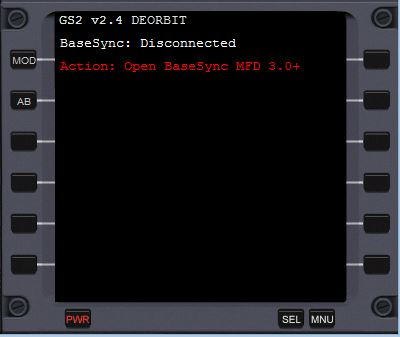 GS2 v2.4 DEORBIT
BaseSync: Disconnected
Action: Open BaseSync MFD 3.0+
MOD
AB
PWR
SEL
MNU